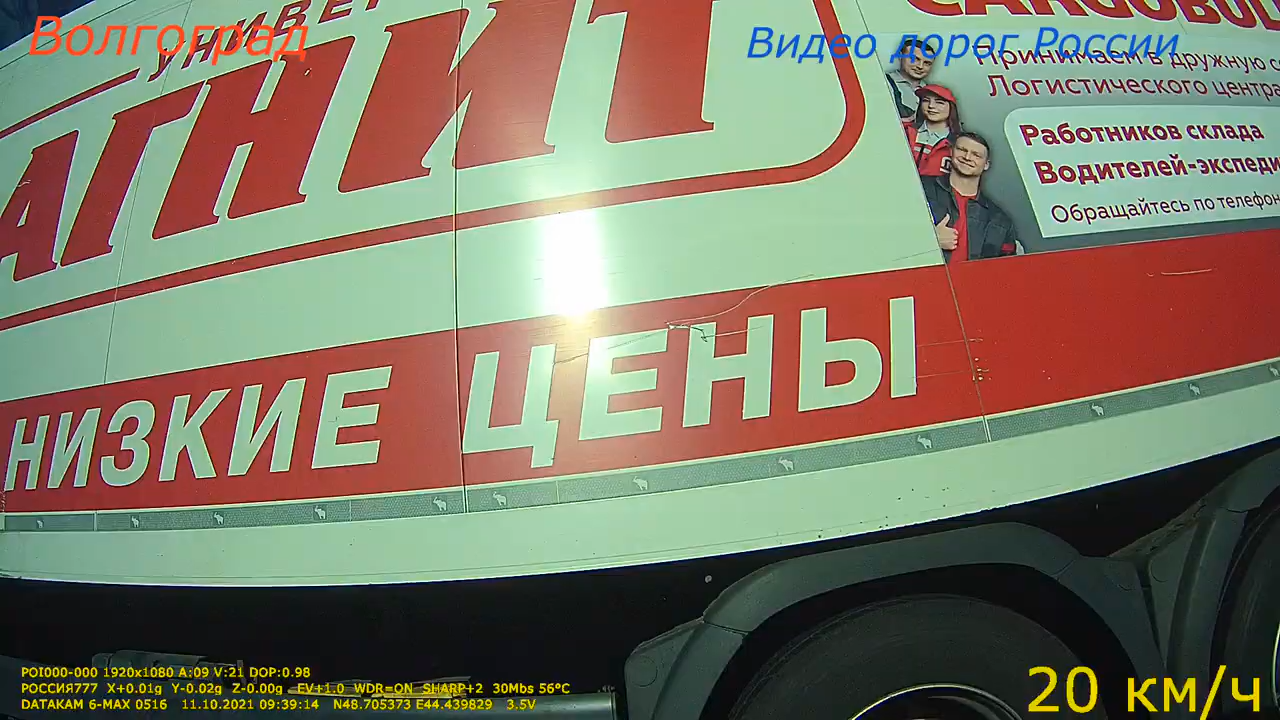 Волгоград
Видео дорог России
УНИВЕР
АГНИТ
CARGOBUL
Принимаем в дружную
Логистического центра
Работников склада
Водителей-экспеди
Обращайтесь по телефон
НИЗКИЕ ЦЕНЫ
POI000-000 1920x1080 A:09 V:21 DOP:0.98
РОССИЯ777 X+0.01g Y-0.02g Z-0.00g EV+1.0 WDR=ON SHARP+2 30Mbs 56°C
DATAKAM 6-MAX 0516 11.10.2021 09:39:14 N48.705373 E44.439829 3.5V
20 км/ч